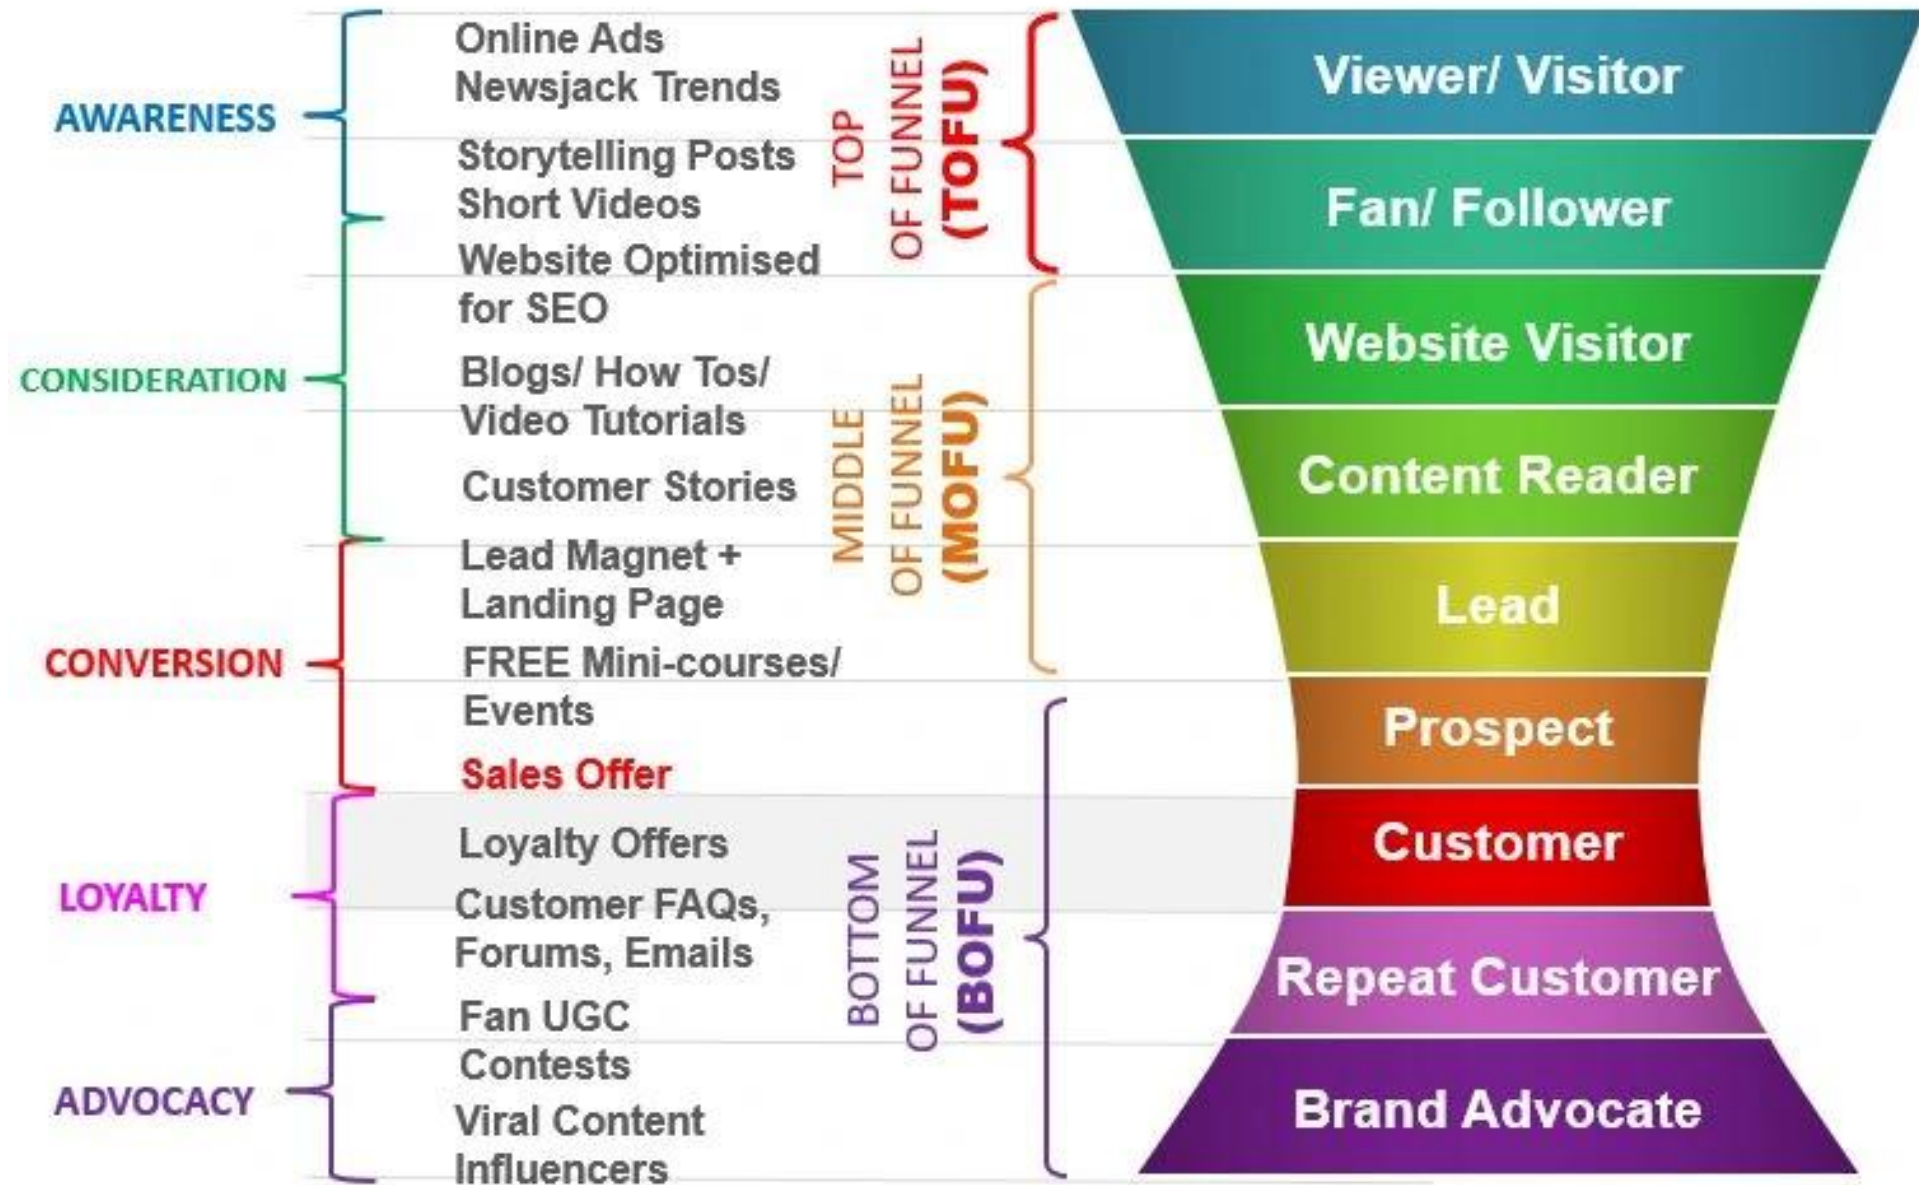 AWARENESS
CONSIDERATION
CONVERSION
LOYALTY
ADVOCACY
Online Ads
Newsjack Trends
Storytelling Posts
Short Videos
Website Optimised
for SEO
Blogs/ How Tos/
Video Tutorials
Customer Stories
Lead Magnet +
Landing Page
FREE Mini-courses/
Events
Sales Offer
Loyalty Offers
Customer FAQs,
Forums, Emails
Fan UGC
Contests
Viral Content
Influencers
TOP
OF FUNNEL
(TOFU)
MIDDLE
OF FUNNEL
(MOFU)
BOTTOM
OF FUNNEL
(BOFU)
Viewer/ Visitor
Fan/ Follower
Website Visitor
Content Reader
Lead
Prospect
Customer
Repeat Customer
Brand Advocate